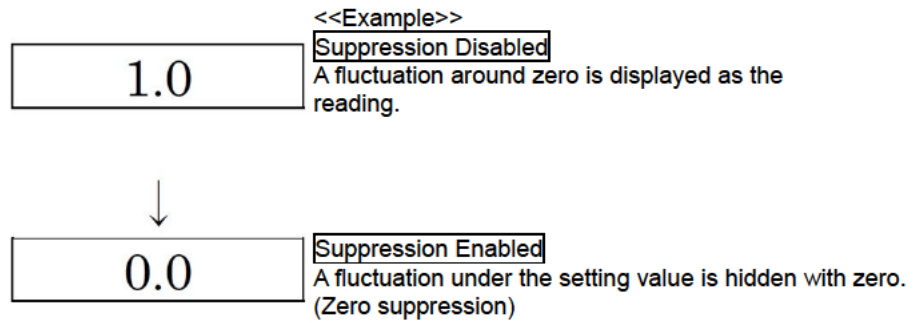 <<Example>>
Suppression Disabled
1.0
A fluctuation around zero is displayed as the
reading.
↓
Suppression Enabled
0.0
A fluctuation under the setting value is hidden with zero.
(Zero suppression)